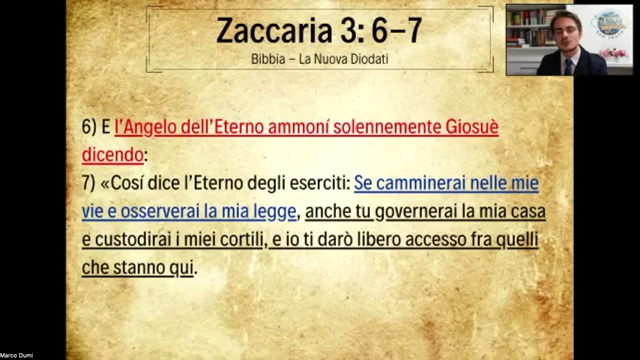 Zaccaria 3: 6–7
Bibbia – La Nuova Diodati
6) E l'Angelo dell'Eterno ammoní solennemente Giosuè
dicendo:
7) «Cosí dice l'Eterno degli eserciti: Se camminerai nelle mie
vie e osserverai la mia legge, anche tu governerai la mia casa
e custodirai i miei cortili, e io ti darò libero accesso fra quelli
che stanno qui.
Marco Dumi